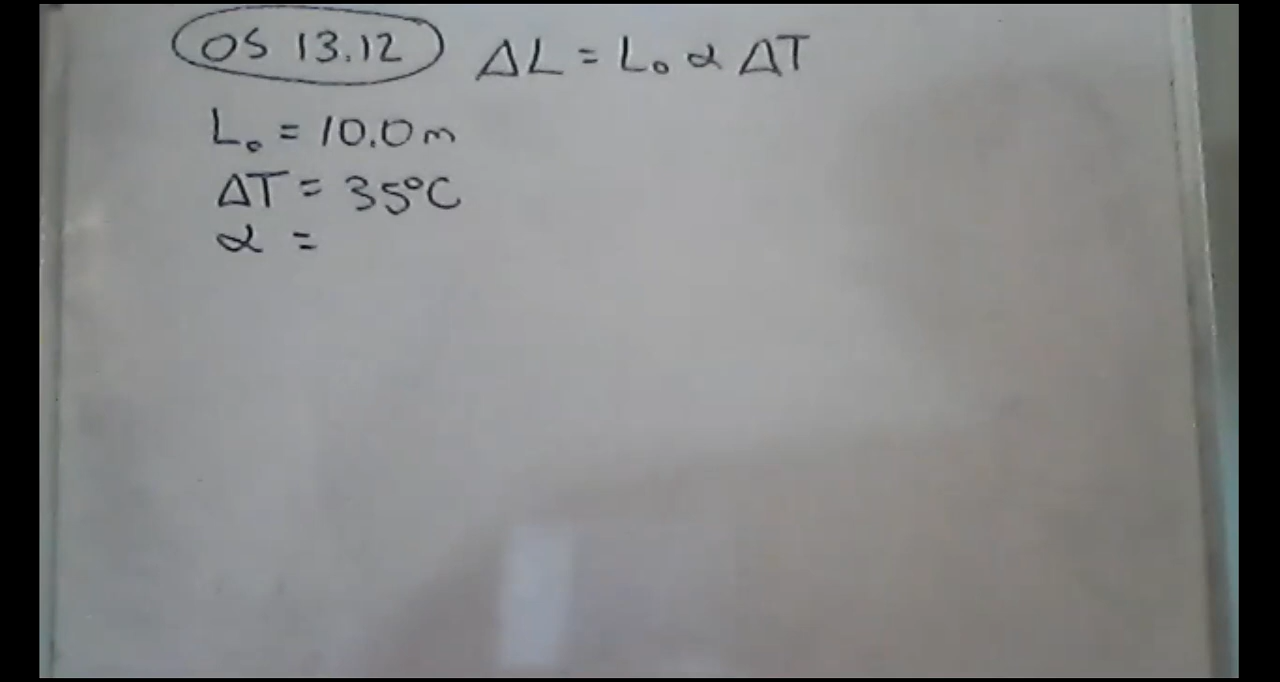 OS 13.12 ΔL = L₀ α ΔT
L₀ = 10.0 m
ΔT = 35°C
α =